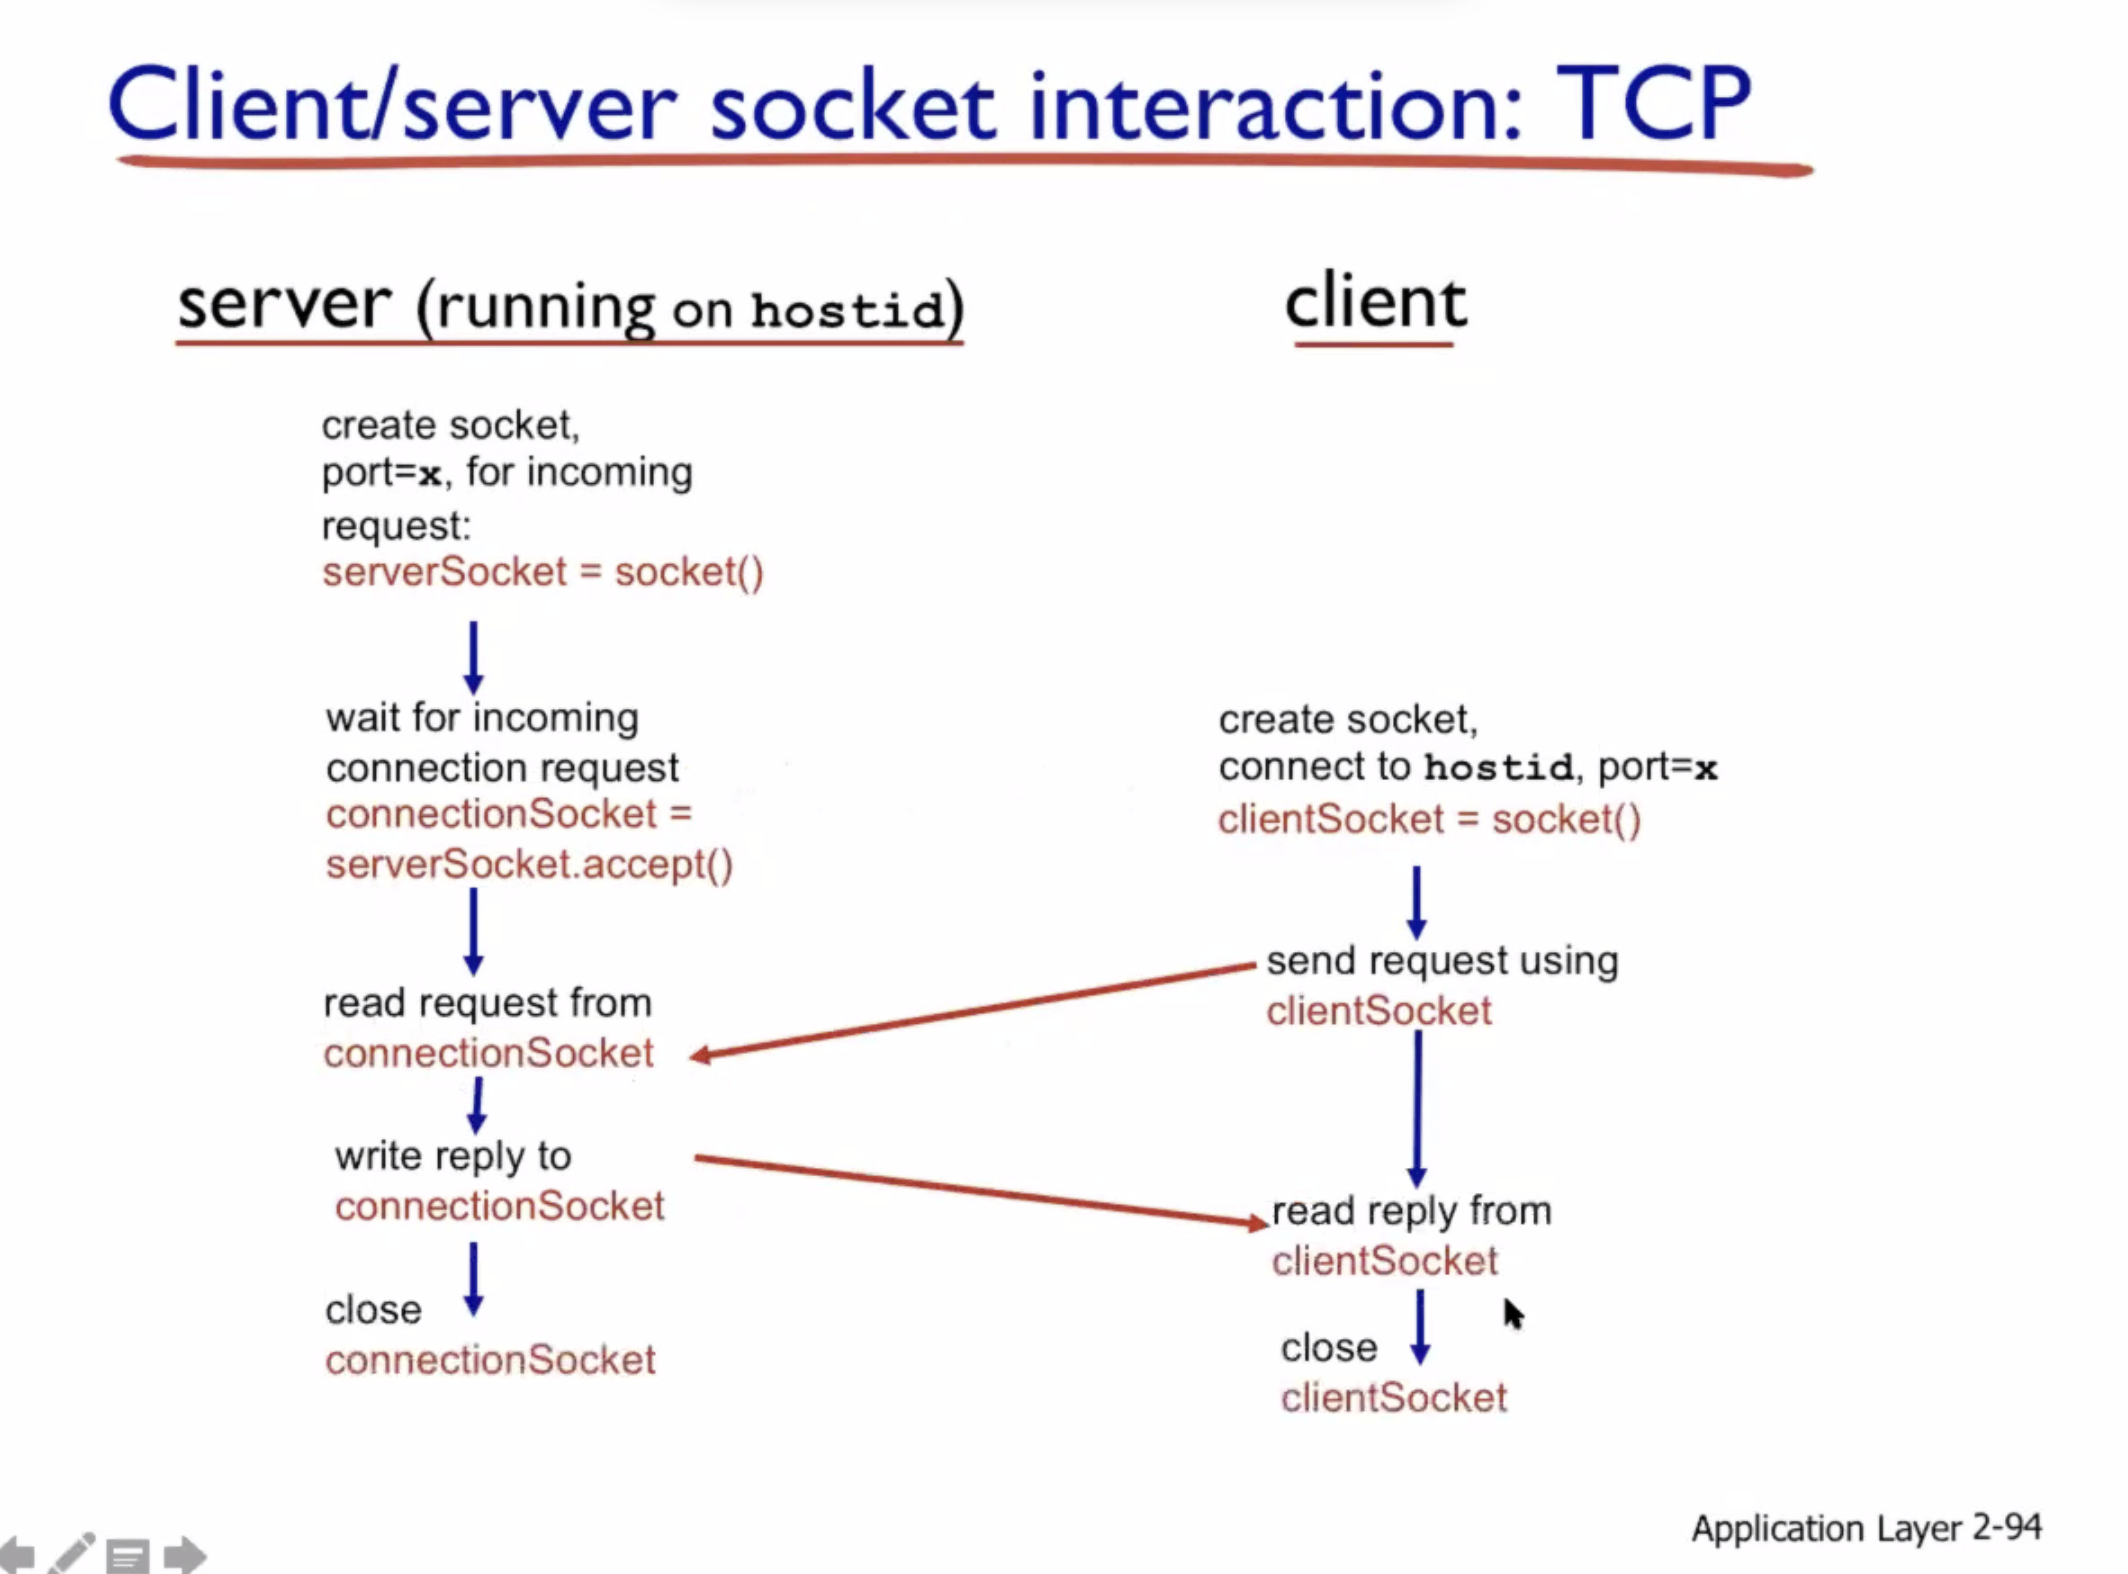 Client/server socket interaction: TCP
server (running on hostid)
client
create socket,
port=x, for incoming
request:
serverSocket = socket()
wait for incoming
connection request
connectionSocket =
serverSocket.accept()
read request from
connectionSocket
write reply to
connectionSocket
close
connectionSocket
create socket,
connect to hostid, port=x
clientSocket = socket()
send request using
clientSocket
read reply from
clientSocket
close
clientSocket
Application Layer 2-94